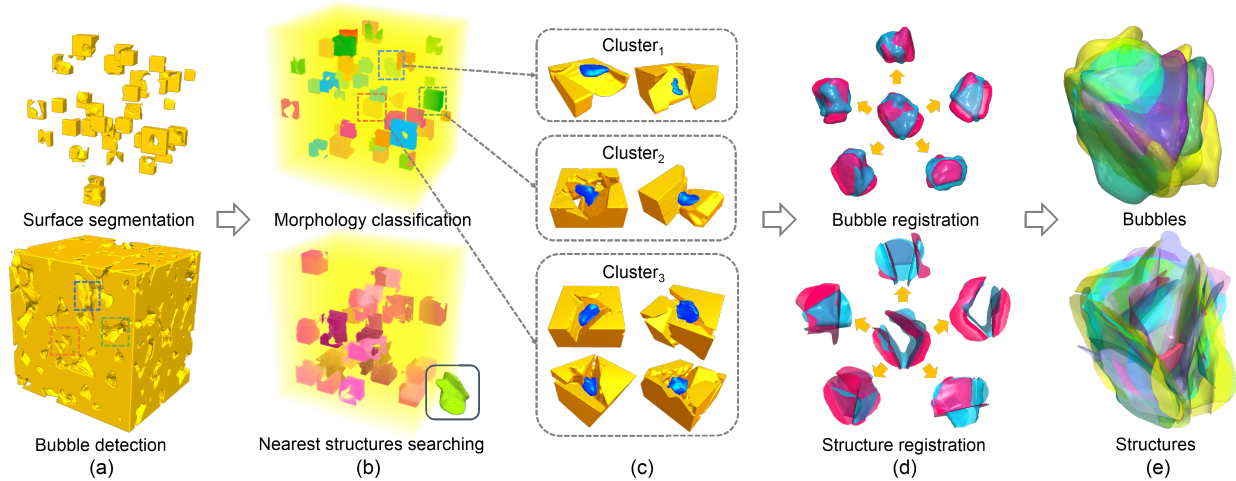 Surface segmentation
Bubble detection
(a)
Morphology classification
Nearest structures searching
(b)
Cluster₁
Cluster₂
Cluster₃
(c)
Bubble registration
Structure registration
(d)
Bubbles
Structures
(e)